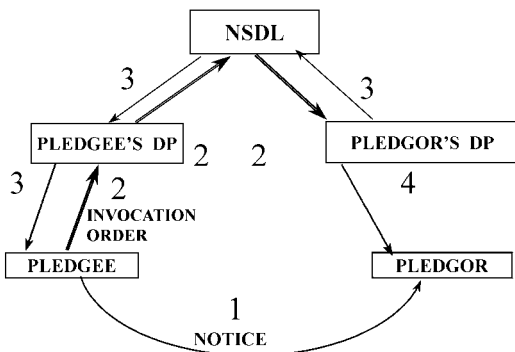 NSDL
3
3
PLEDGEE'S DP
2
2
PLEDGOR'S DP
3
2
4
INVOCATION
ORDER
PLEDGEE
PLEDGOR
1
NOTICE